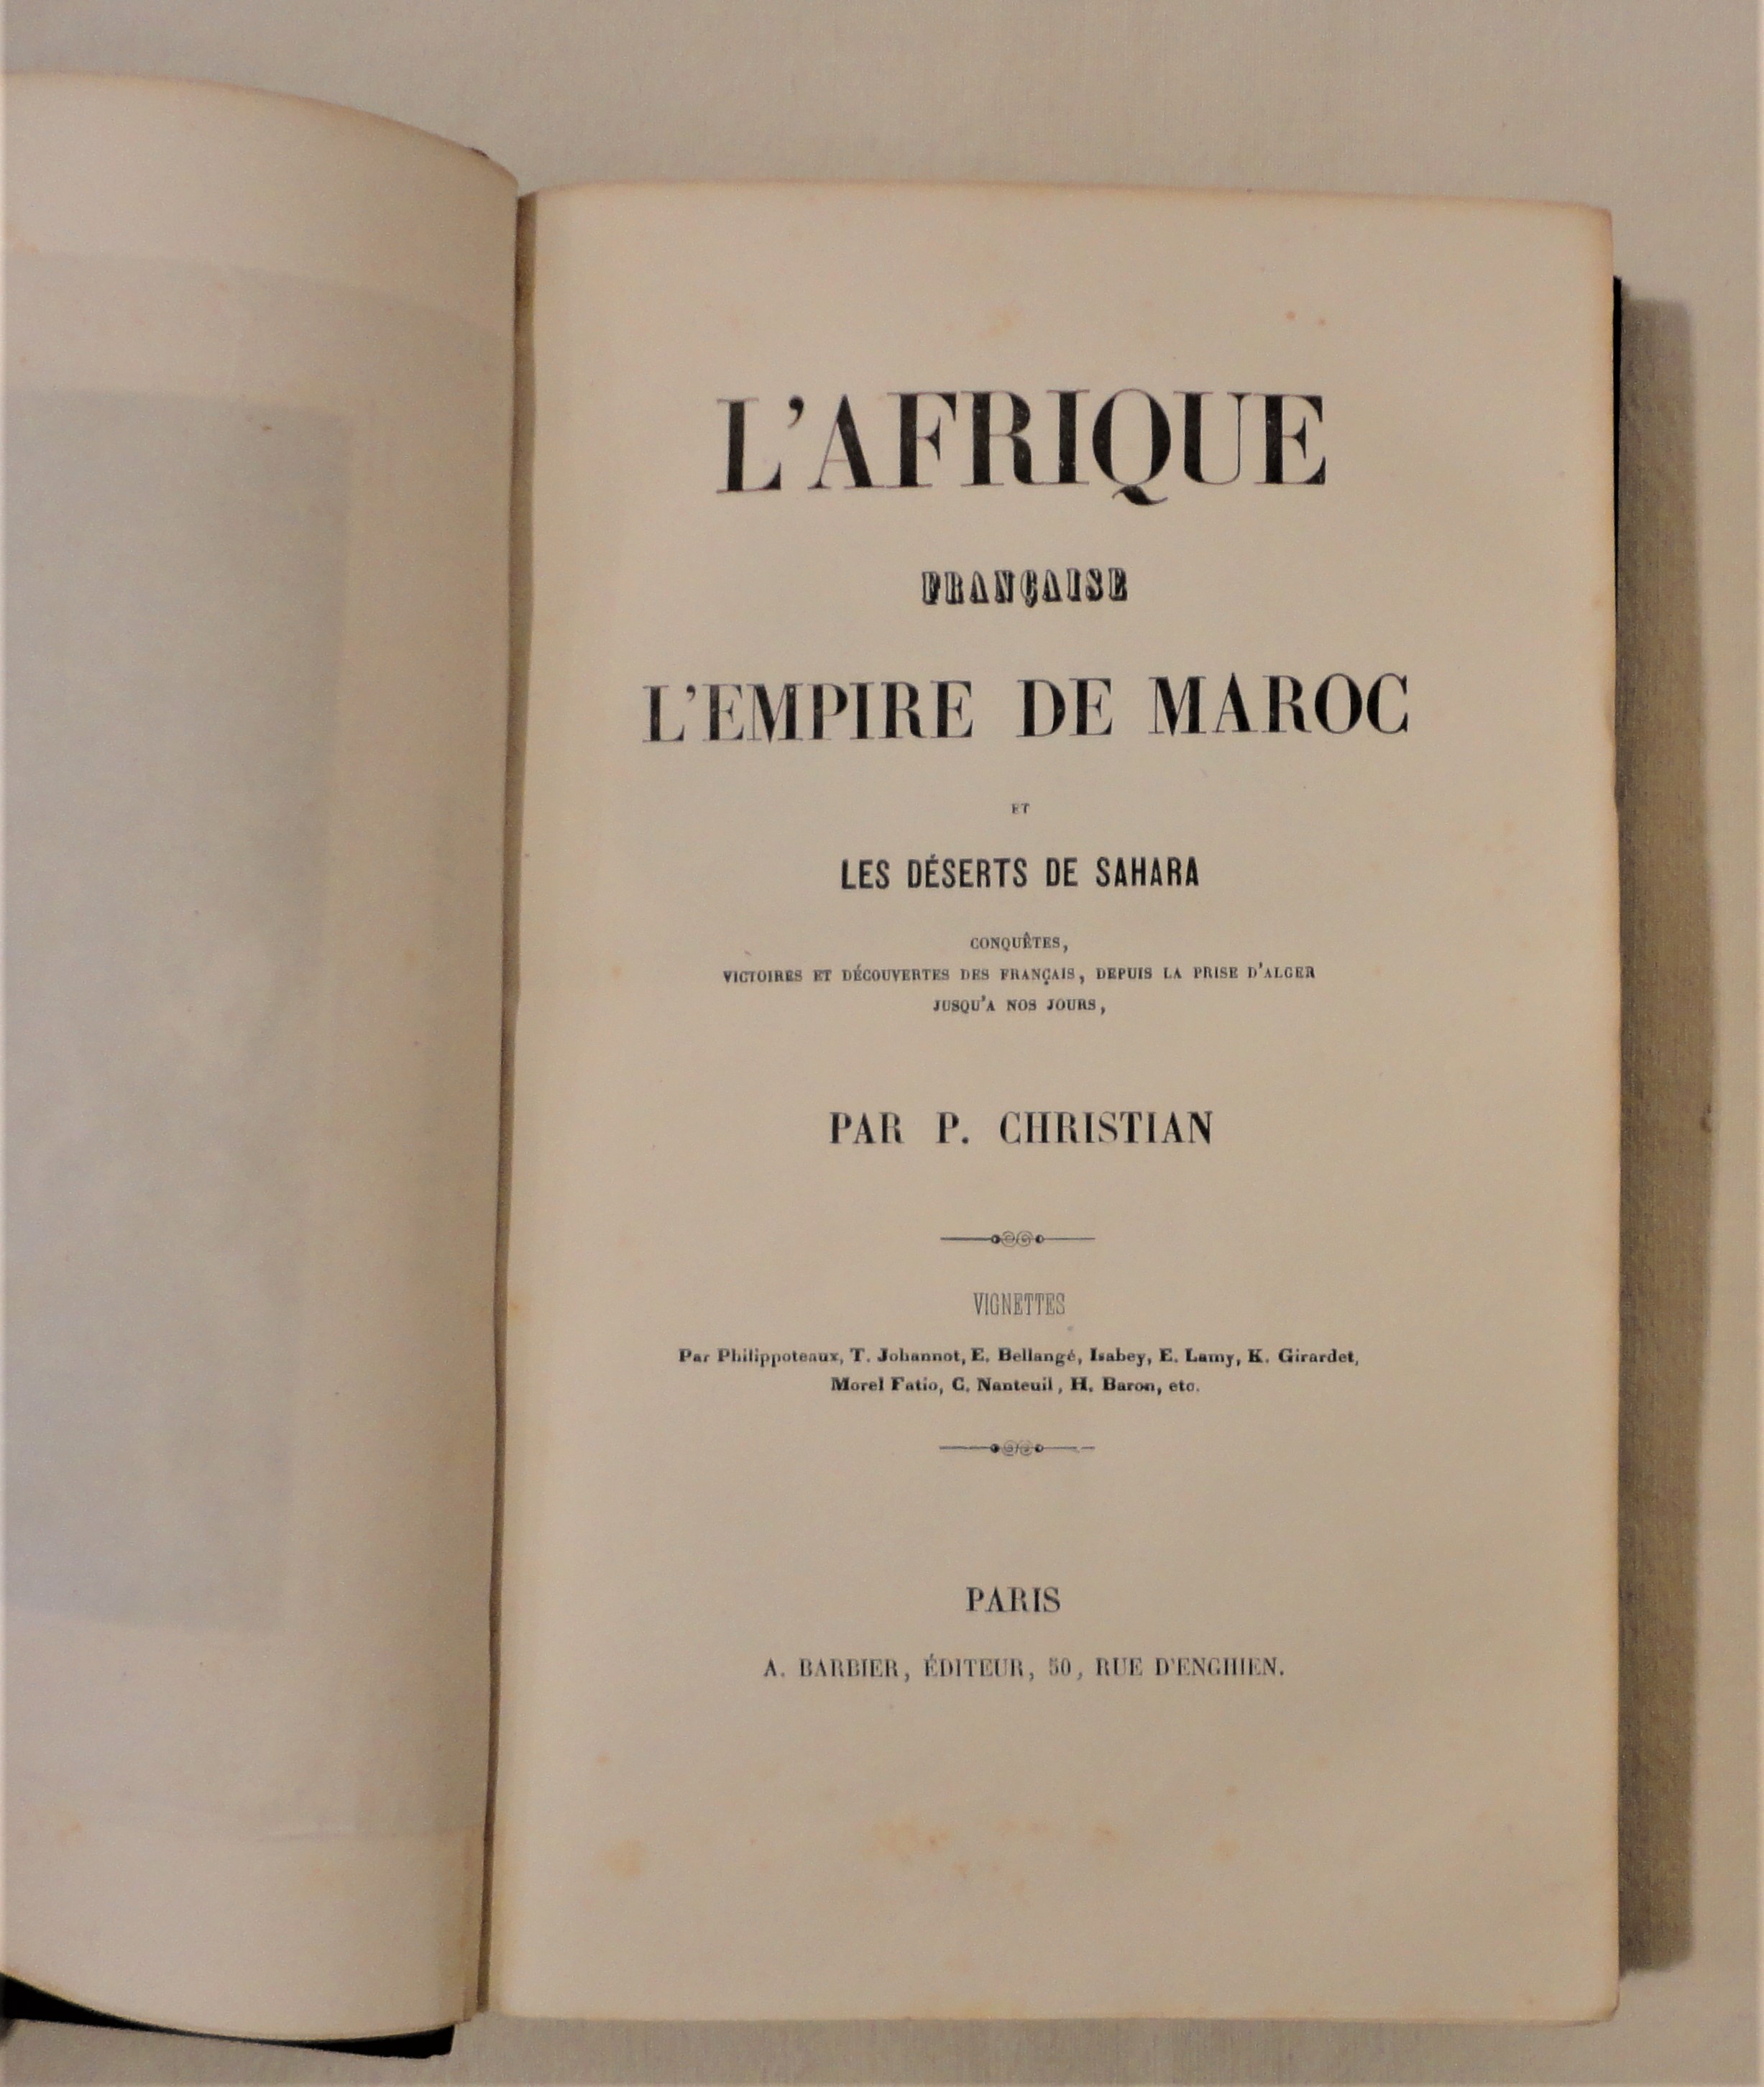 L'AFRIQUE
FRANÇAISE
L'EMPIRE DE MAROC
ET
LES DÉSERTS DE SAHARA
CONQUÊTES,
VICTOIRES ET DÉCOUVERTES DES FRANÇAIS, DEPUIS LA PRISE D'ALGER
JUSQU'A NOS JOURS,
PAR P. CHRISTIAN
VIGNETTES
Par Philippoteaux, T. Johannot, E. Bellangé, Isabey, E. Lamy, K. Girardet,
Morel Fatio, C. Nanteuil, H. Baron, etc.
PARIS
A. BARBIER, ÉDITEUR, 50, RUE D'ENGHIEN.